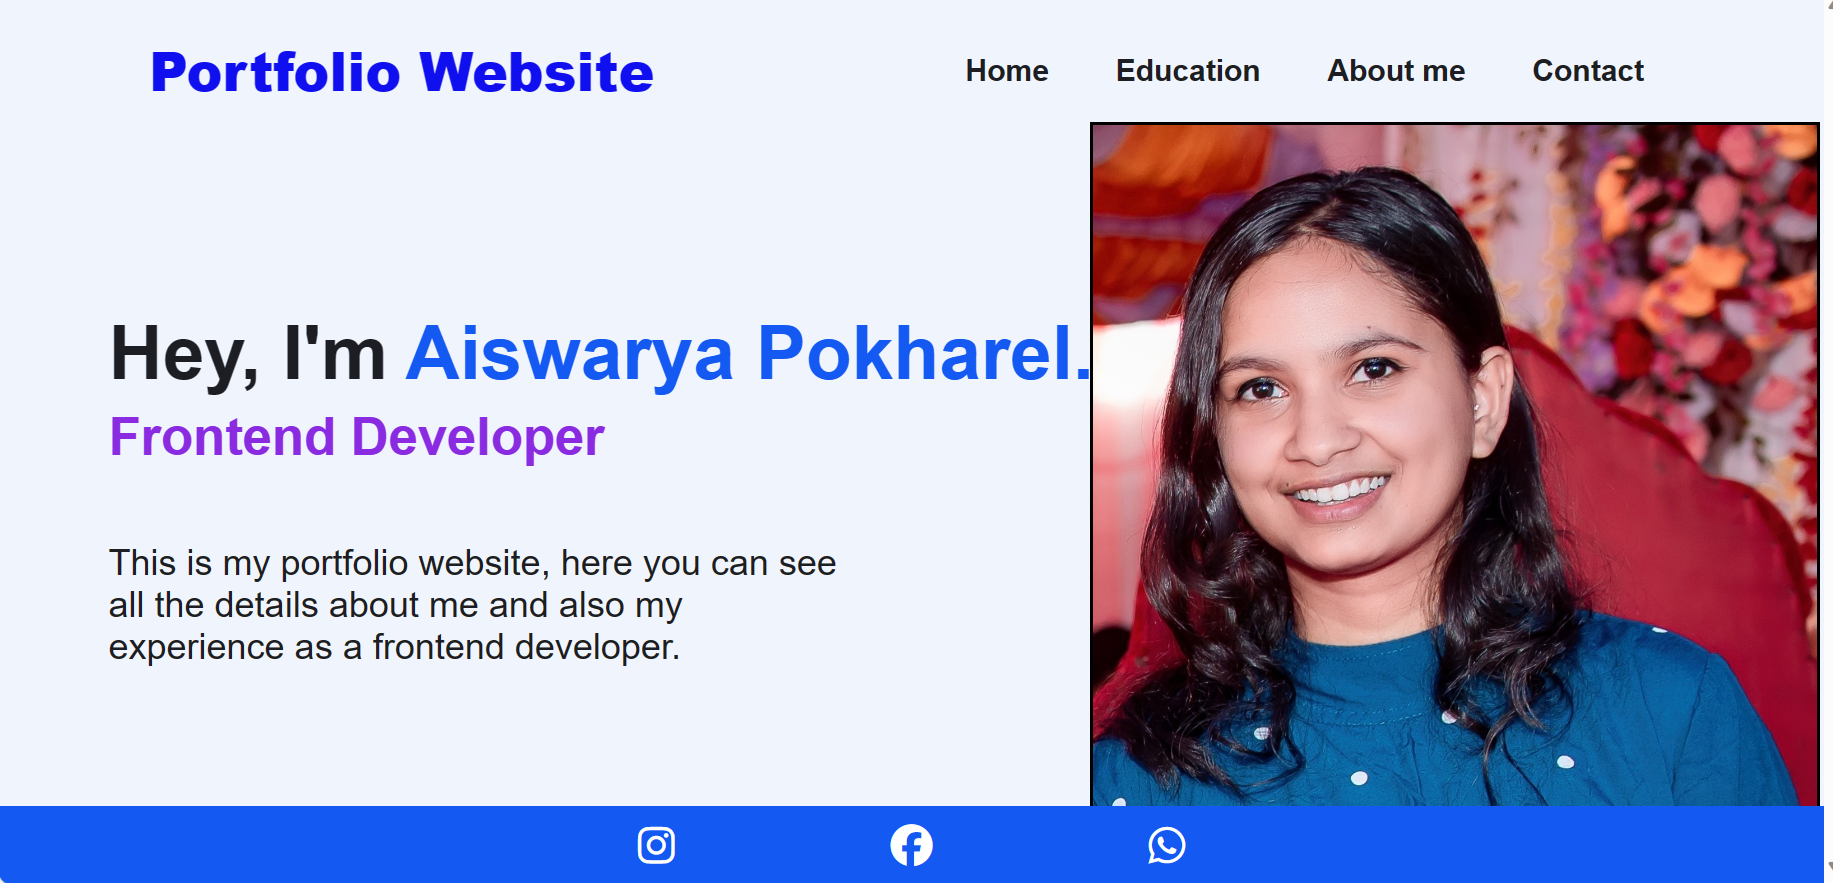 Portfolio Website
Home Education About me Contact
Hey, I'm Aiswarya Pokharel.
Frontend Developer
This is my portfolio website, here you can see
all the details about me and also my
experience as a frontend developer.